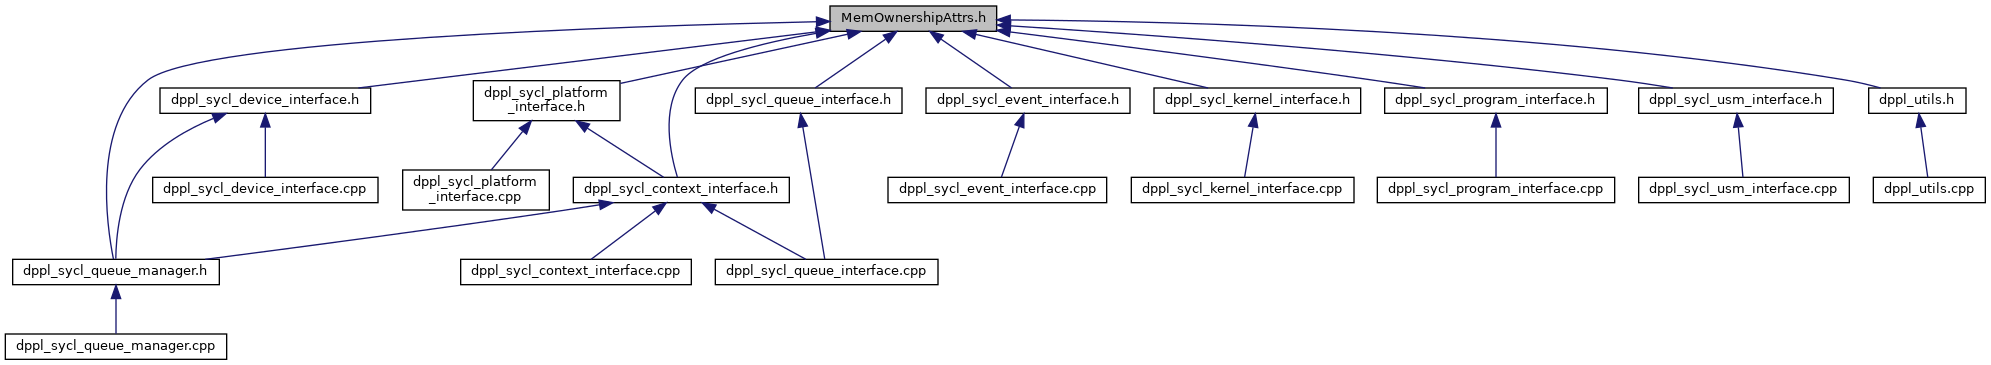 MemOwnershipAttrs.h
dppl_sycl_device_interface.h
dppl_sycl_platform
_interface.h
dppl_sycl_queue_interface.h
dppl_sycl_event_interface.h
dppl_sycl_kernel_interface.h
dppl_sycl_program_interface.h
dppl_sycl_usm_interface.h
dppl_utils.h
dppl_sycl_device_interface.cpp
dppl_sycl_platform
_interface.cpp
dppl_sycl_context_interface.h
dppl_sycl_event_interface.cpp
dppl_sycl_kernel_interface.cpp
dppl_sycl_program_interface.cpp
dppl_sycl_usm_interface.cpp
dppl_utils.cpp
dppl_sycl_queue_manager.h
dppl_sycl_context_interface.cpp
dppl_sycl_queue_interface.cpp
dppl_sycl_queue_manager.cpp